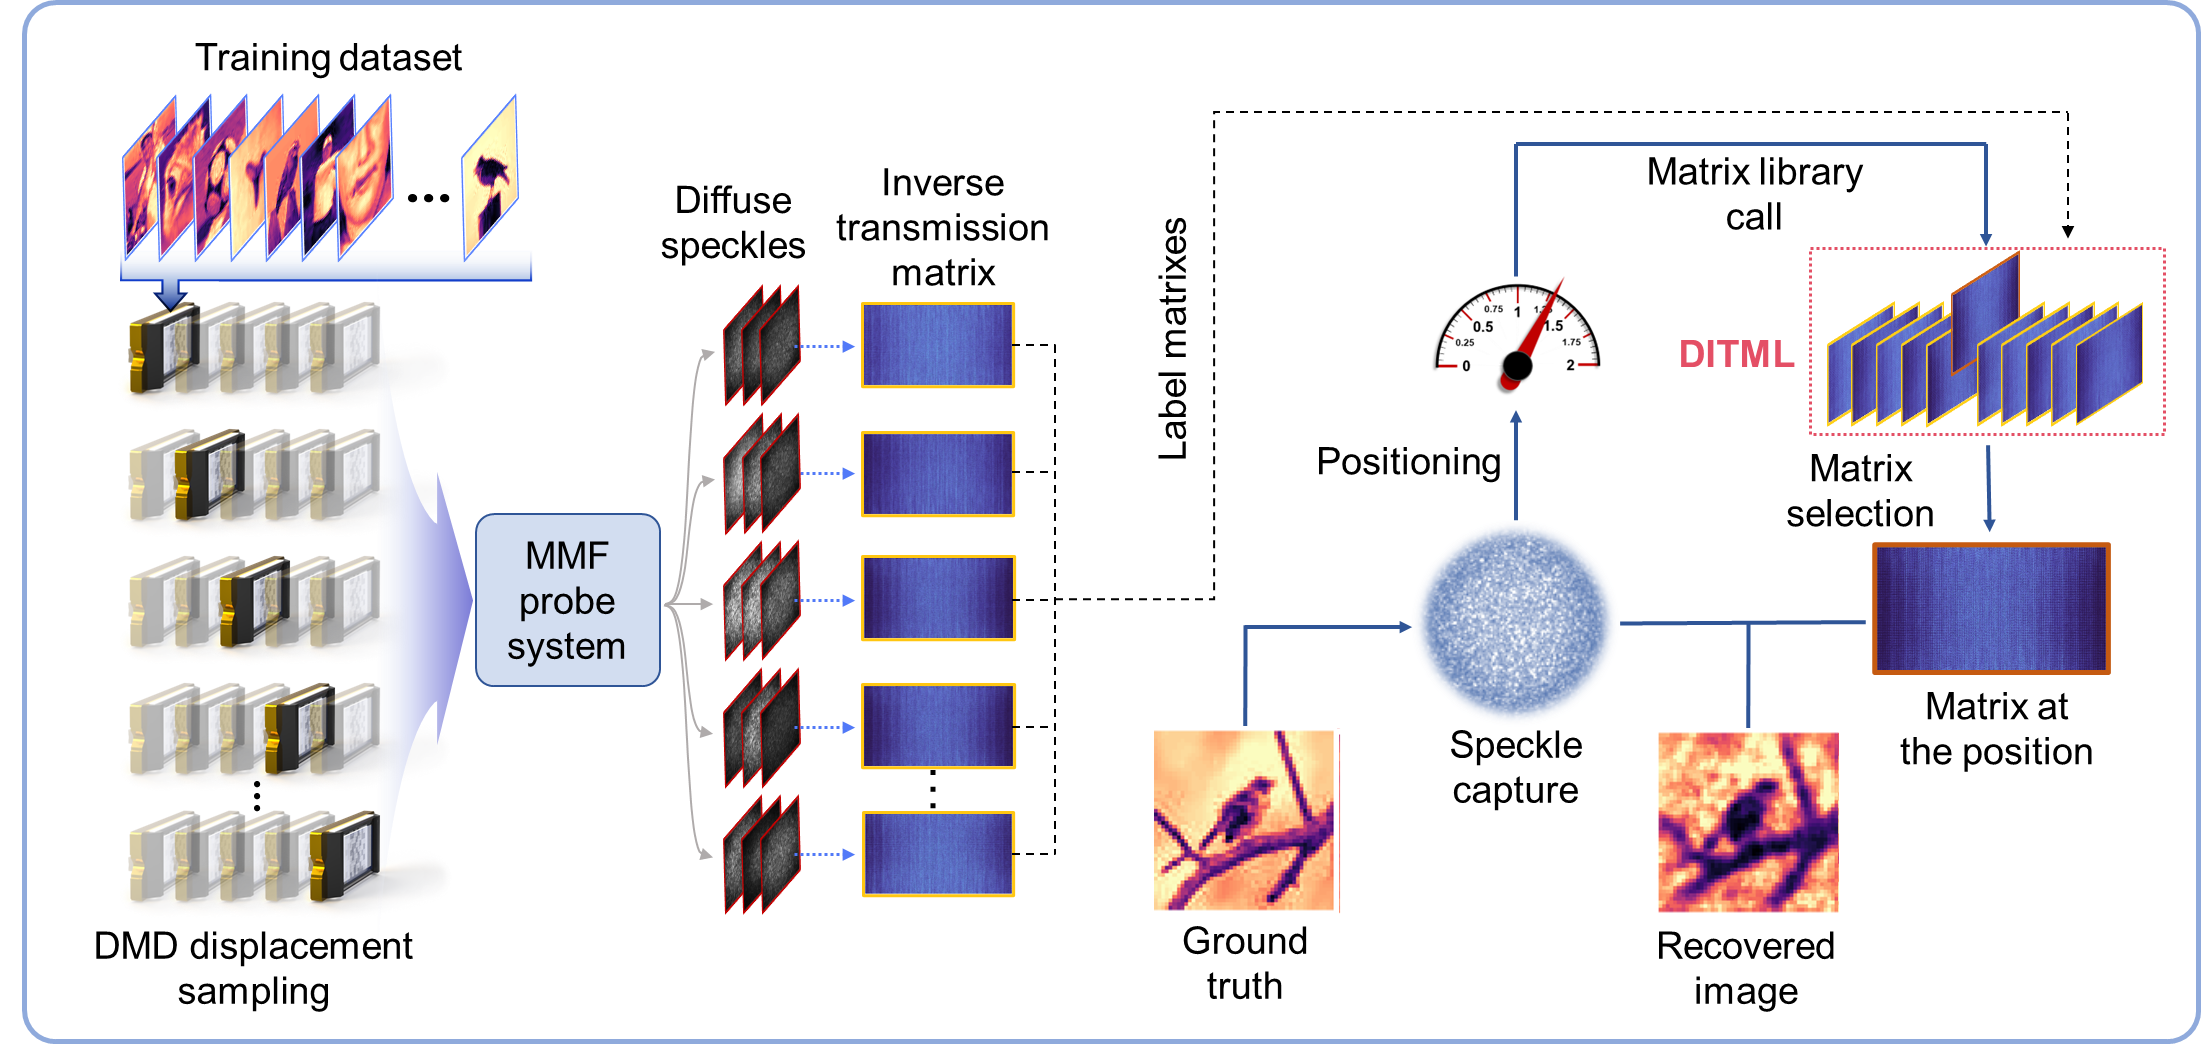 Training dataset
Diffuse
speckles
Inverse
transmission
matrix
Label matrixes
Matrix library
call
0
0.25
0.5
0.75
1
1.5
1.75
2
DITML
MMF
probe
system
Positioning
Matrix
selection
Speckle
capture
Matrix at
the position
DMD displacement
sampling
Ground
truth
Recovered
image